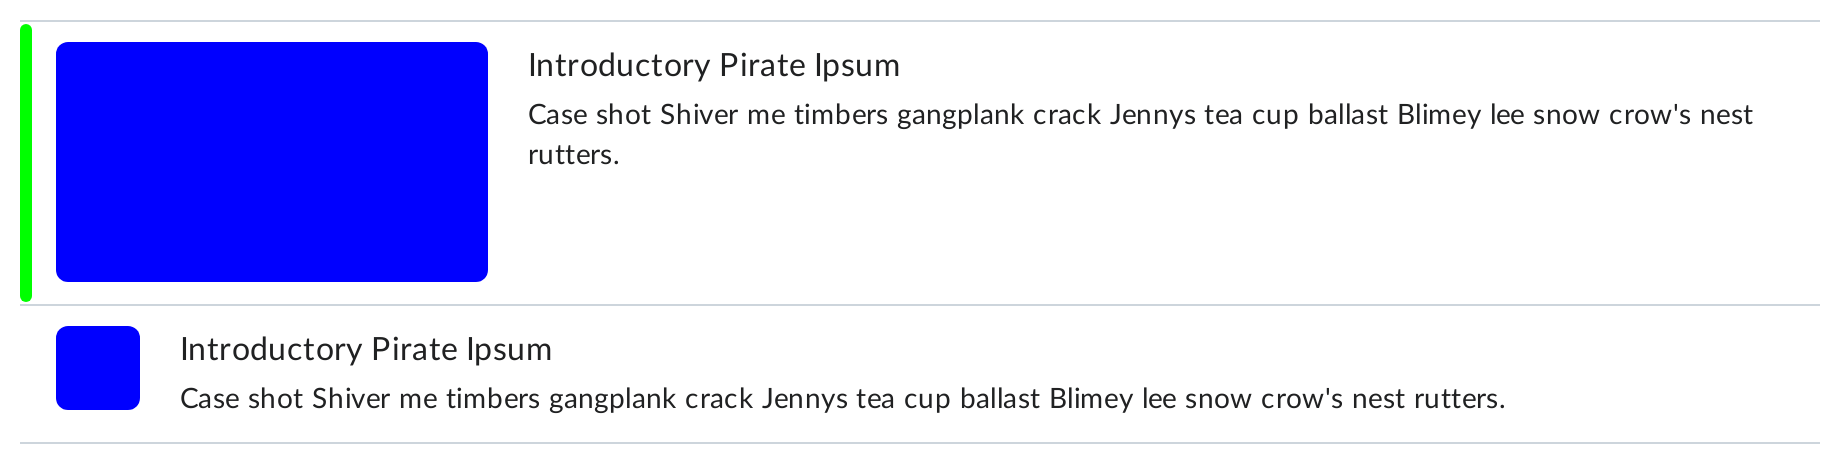 Introductory Pirate Ipsum
Case shot Shiver me timbers gangplank crack Jennys tea cup ballast Blimey lee snow crow's nest
rutters.
Introductory Pirate Ipsum
Case shot Shiver me timbers gangplank crack Jennys tea cup ballast Blimey lee snow crow's nest rutters.